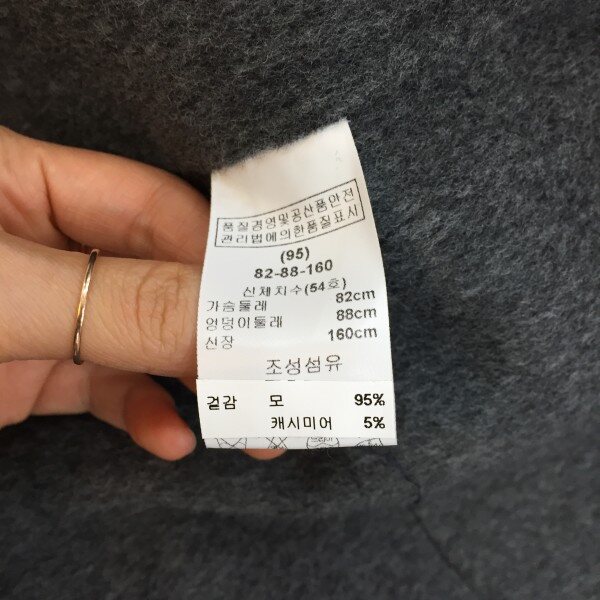 품질경영및공산품안전
관리법에의한품질표시
(95)
82-88-160
신체치수(54호)
가슴둘레 82cm
엉덩이둘레 88cm
신장 160cm
조성섬유
겉감 모 95%
캐시미어 5%